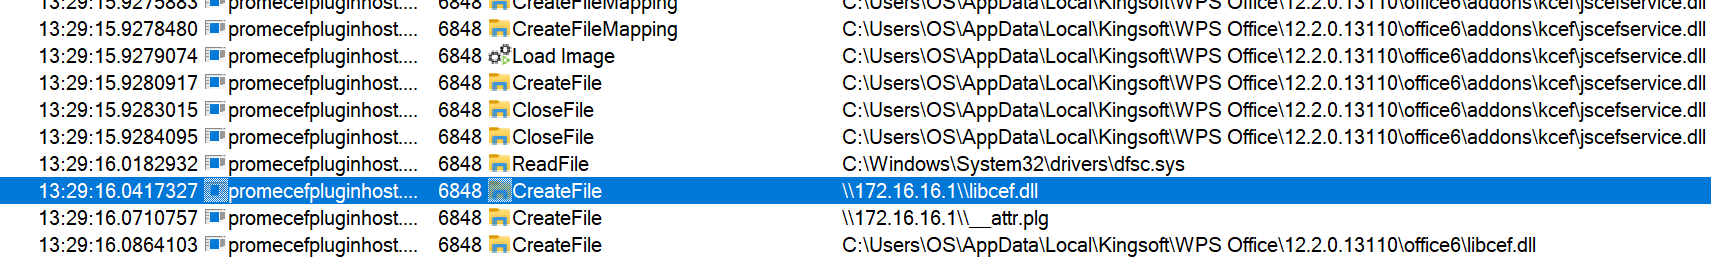 13:29:15.9275883 promecefpluginhost.... 6848 CreateFileMapping C:\Users\OS\AppData\Local\Kingsoft\WPS Office\12.2.0.13110\office6\addons\kcef\jscefservice.dll
13:29:15.9278480 promecefpluginhost.... 6848 CreateFileMapping C:\Users\OS\AppData\Local\Kingsoft\WPS Office\12.2.0.13110\office6\addons\kcef\jscefservice.dll
13:29:15.9279074 promecefpluginhost.... 6848 Load Image C:\Users\OS\AppData\Local\Kingsoft\WPS Office\12.2.0.13110\office6\addons\kcef\jscefservice.dll
13:29:15.9280917 promecefpluginhost.... 6848 CreateFile C:\Users\OS\AppData\Local\Kingsoft\WPS Office\12.2.0.13110\office6\addons\kcef\jscefservice.dll
13:29:15.9283015 promecefpluginhost.... 6848 CloseFile C:\Users\OS\AppData\Local\Kingsoft\WPS Office\12.2.0.13110\office6\addons\kcef\jscefservice.dll
13:29:15.9284095 promecefpluginhost.... 6848 CloseFile C:\Users\OS\AppData\Local\Kingsoft\WPS Office\12.2.0.13110\office6\addons\kcef\jscefservice.dll
13:29:16.0182932 promecefpluginhost.... 6848 ReadFile C:\Windows\System32\drivers\dfsc.sys
13:29:16.0417327 promecefpluginhost.... 6848 CreateFile \\172.16.16.1\\libcef.dll
13:29:16.0710757 promecefpluginhost.... 6848 CreateFile \\172.16.16.1\\__attr.plg
13:29:16.0864103 promecefpluginhost.... 6848 CreateFile C:\Users\OS\AppData\Local\Kingsoft\WPS Office\12.2.0.13110\office6\libcef.dll